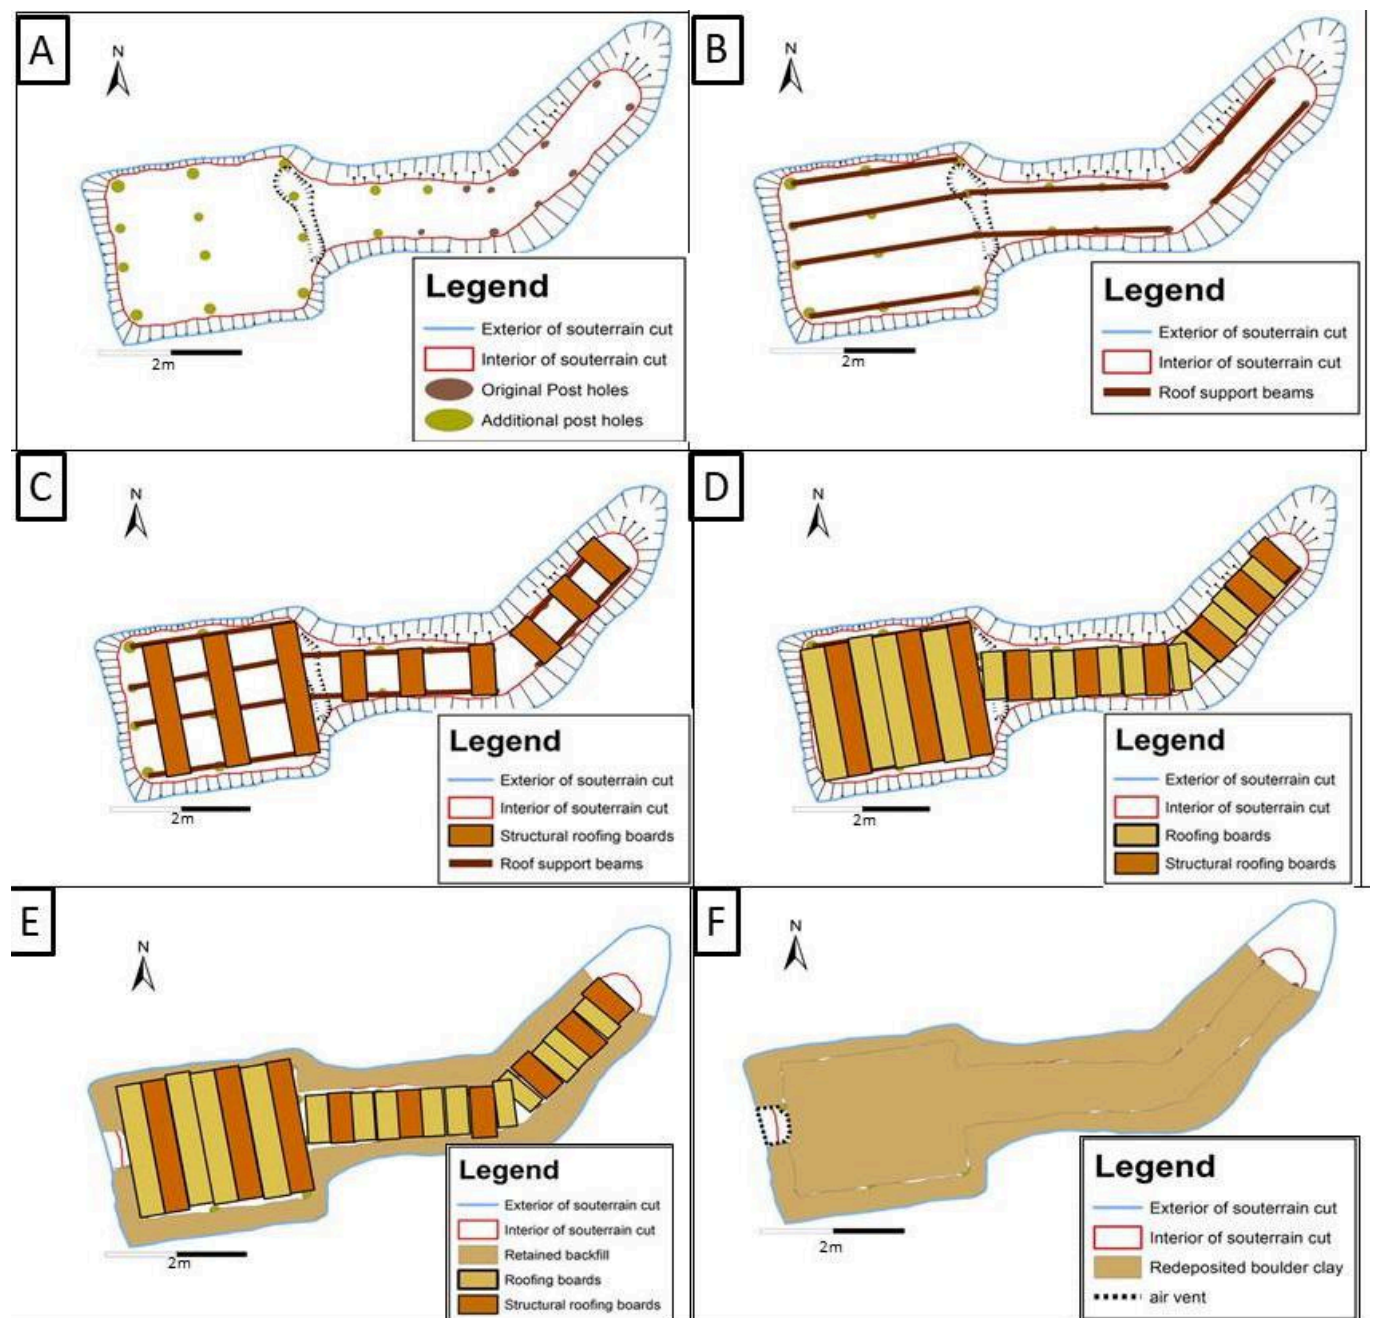 A
N
2m
Legend
Exterior of souterrain cut
Interior of souterrain cut
Original Post holes
Additional post holes
B
N
2m
Legend
Exterior of souterrain cut
Interior of souterrain cut
Roof support beams
C
N
2m
Legend
Exterior of souterrain cut
Interior of souterrain cut
Structural roofing boards
Roof support beams
D
N
2m
Legend
Exterior of souterrain cut
Interior of souterrain cut
Roofing boards
Structural roofing boards
E
N
2m
Legend
Exterior of souterrain cut
Interior of souterrain cut
Retained backfill
Roofing boards
Structural roofing boards
F
N
2m
Legend
Exterior of souterrain cut
Interior of souterrain cut
Redeposited boulder clay
air vent